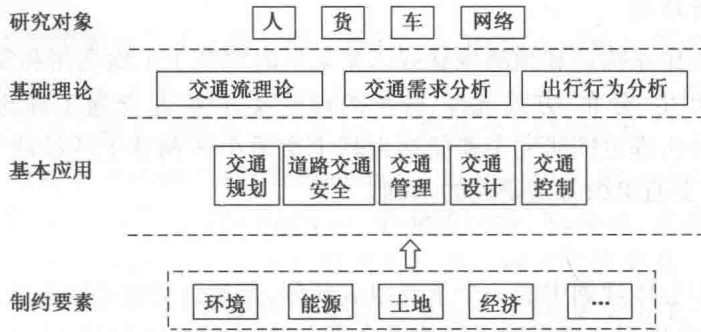 研究对象 人 货 车 网络
基础理论 交通流理论 交通需求分析 出行行为分析
基本应用 交通规划 道路交通安全 交通管理 交通设计 交通控制
制约要素 环境 能源 土地 经济 …